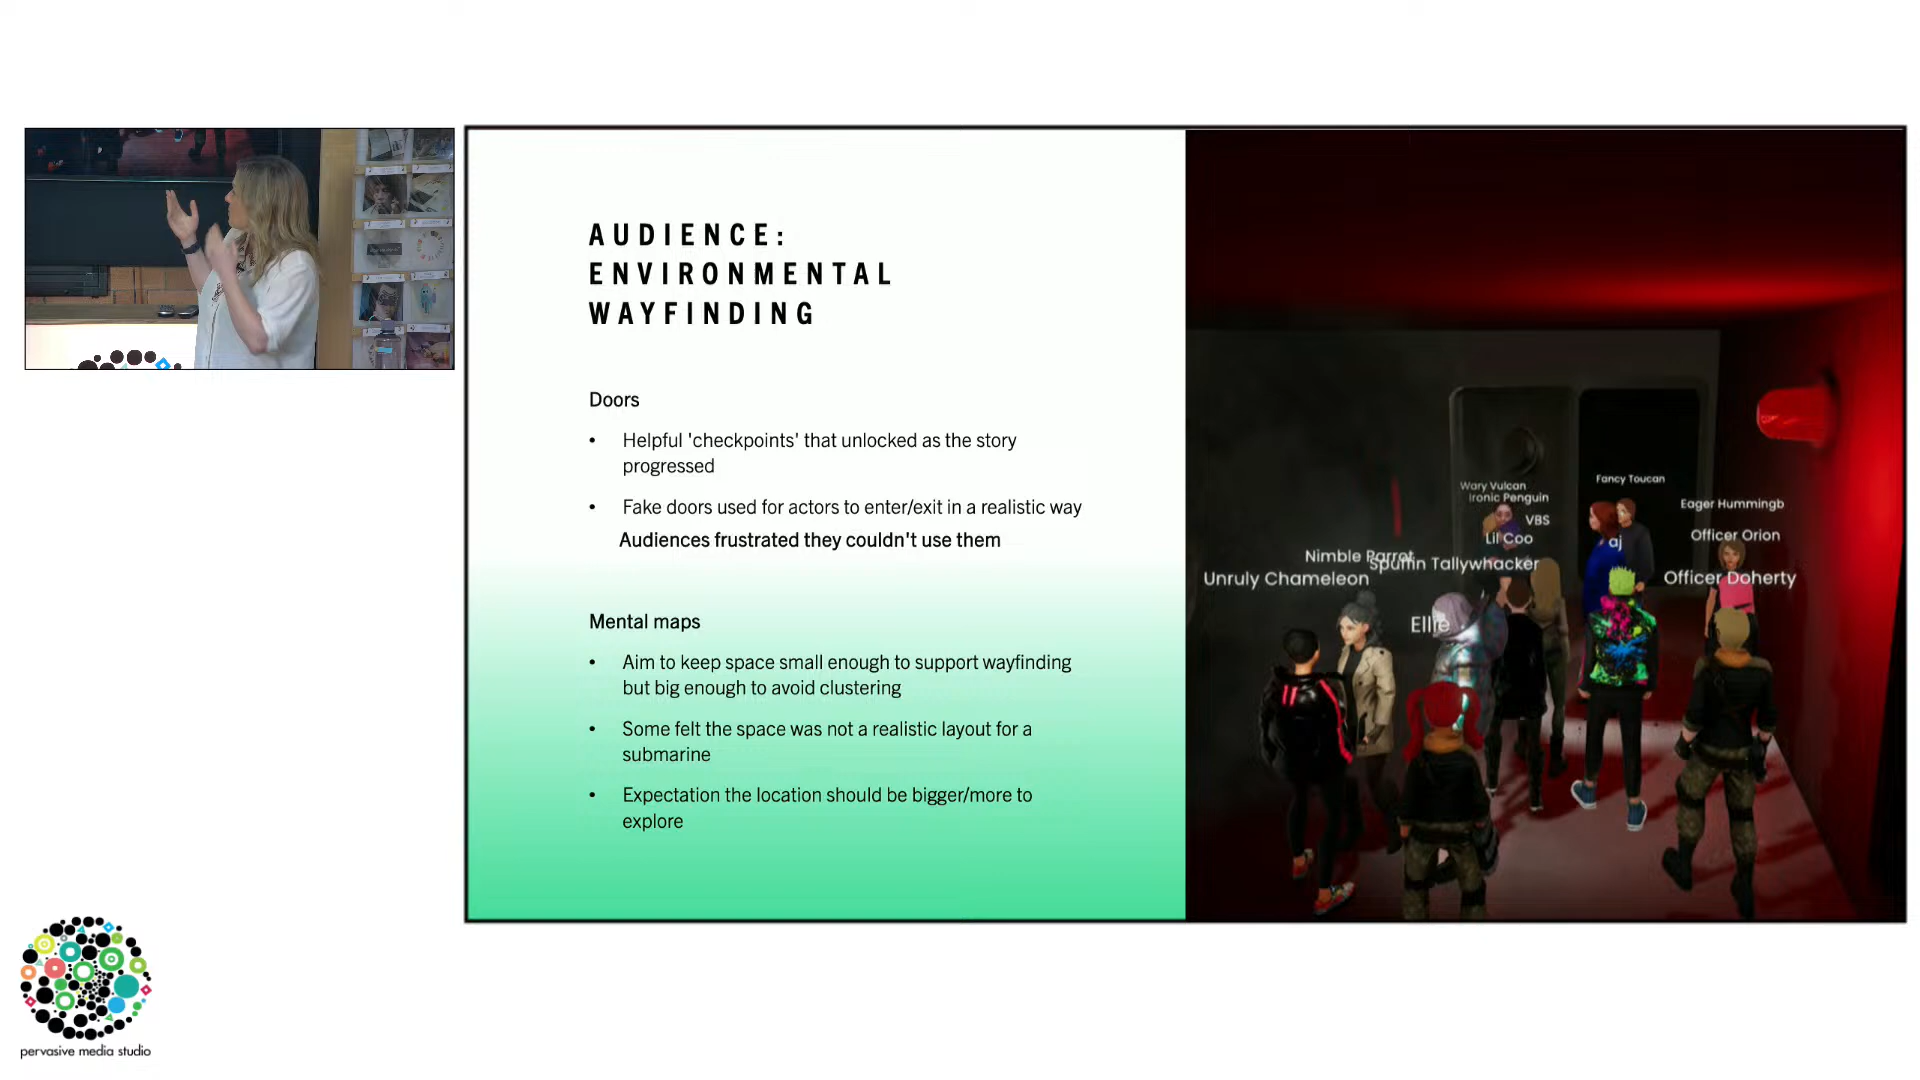 AUDIENCE:
ENVIRONMENTAL
WAYFINDING
Doors
• Helpful 'checkpoints' that unlocked as the story
progressed
• Fake doors used for actors to enter/exit in a realistic way
Audiences frustrated they couldn't use them
Mental maps
• Aim to keep space small enough to support wayfinding
but big enough to avoid clustering
• Some felt the space was not a realistic layout for a
submarine
• Expectation the location should be bigger/more to
explore
Fancy Toucan
Wary Vulcan
Ironic Penguin
Eager Hummingb
VBS
Officer Orion
Lil Coo
aj
Nimble Parrot
Spuffin Tallywhacker
Unruly Chameleon
Officer Doherty
Ellie
pervasive media studio